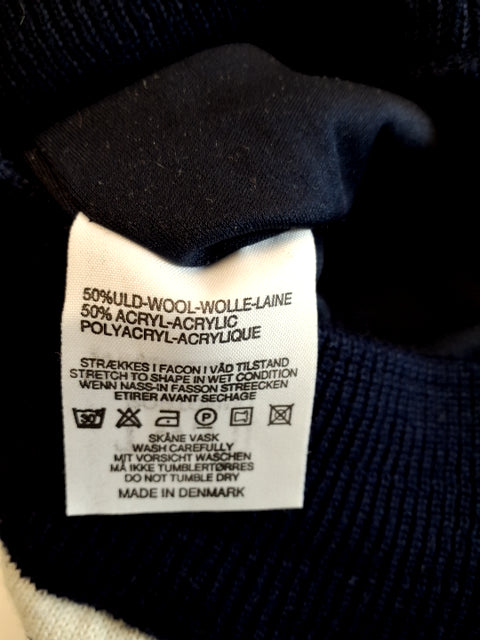 50%ULD-WOOL-WOLLE-LAINE
50% ACRYL-ACRYLIC
POLYACRYL-ACRYLIQUE
STRÆKKES I FACON I VÅD TILSTAND
STRETCH TO SHAPE IN WET CONDITION
WENN NASS-IN FASSON STREECKEN
ETIRER AVANT SECHAGE
30° P
SKÅNE VASK
WASH CAREFULLY
MIT VORSICHT WASCHEN
MÅ IKKE TUMBLERTØRRES
DO NOT TUMBLE DRY
MADE IN DENMARK